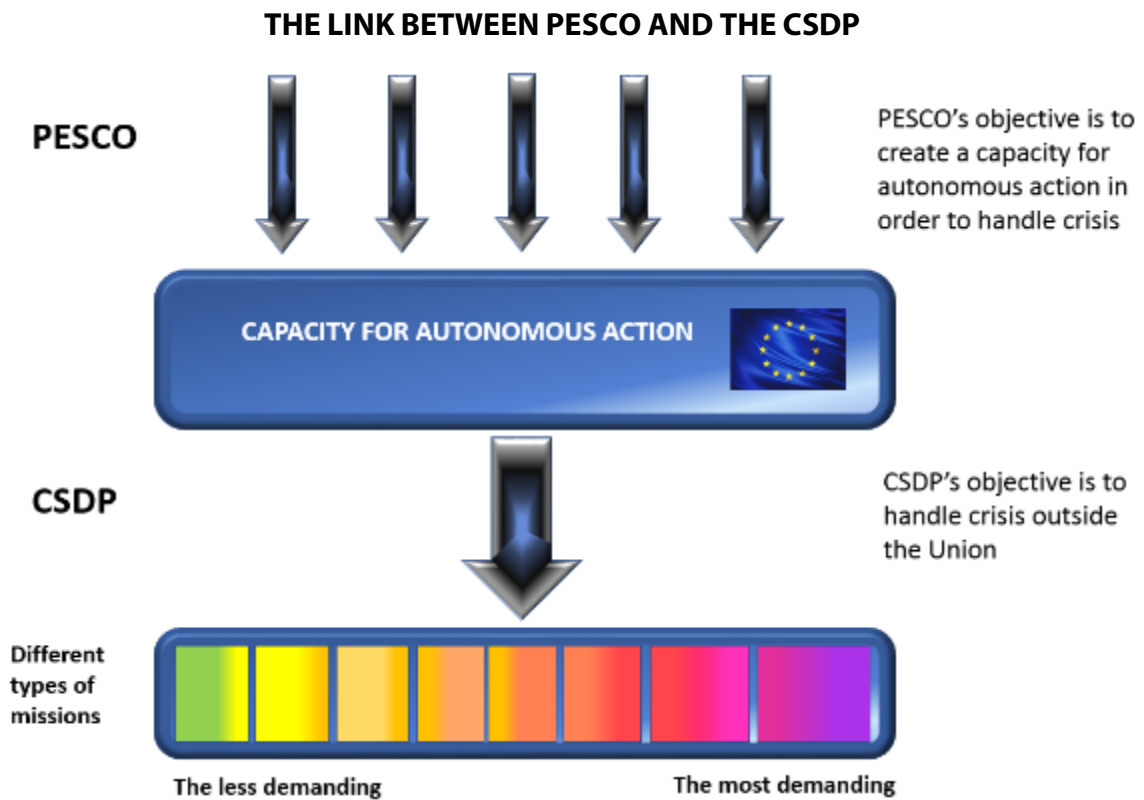 THE LINK BETWEEN PESCO AND THE CSDP
PESCO
PESCO's objective is to
create a capacity for
autonomous action in
order to handle crisis
CAPACITY FOR AUTONOMOUS ACTION
CSDP
CSDP's objective is to
handle crisis outside
the Union
Different
types of
missions
The less demanding
The most demanding